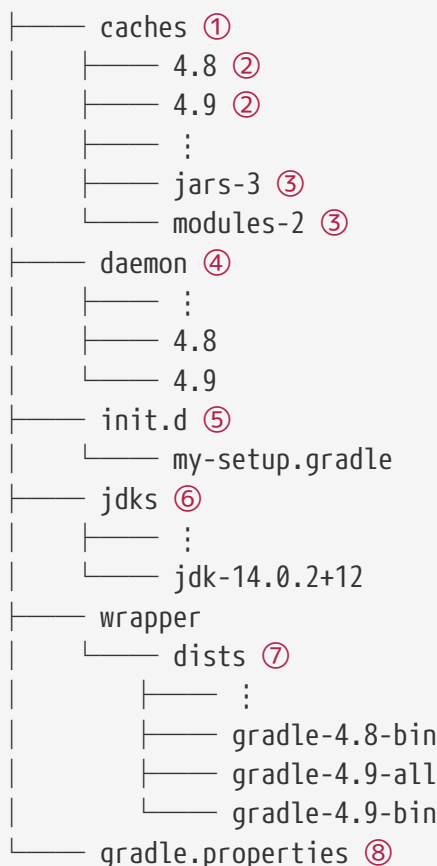 ├── caches ①
│   ├── 4.8 ②
│   ├── 4.9 ②
│   ├── ⋮
│   ├── jars-3 ③
│   └── modules-2 ③
├── daemon ④
│   ├── ⋮
│   ├── 4.8
│   └── 4.9
├── init.d ⑤
│   └── my-setup.gradle
├── jdks ⑥
│   ├── ⋮
│   └── jdk-14.0.2+12
├── wrapper
│   └── dists ⑦
│       ├── ⋮
│       ├── gradle-4.8-bin
│       ├── gradle-4.9-all
│       └── gradle-4.9-bin
└── gradle.properties ⑧